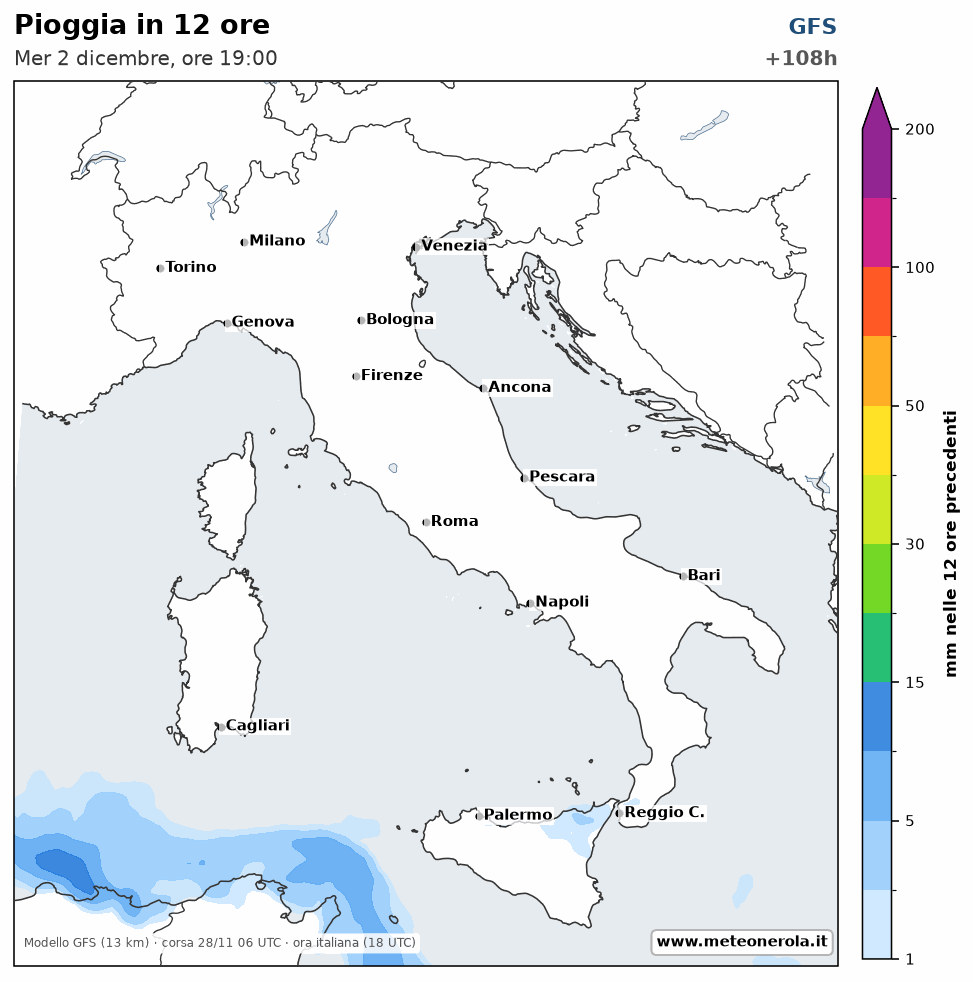 Pioggia in 12 ore
GFS
Mer 2 dicembre, ore 19:00
+108h
Milano
Venezia
Torino
Genova
Bologna
Firenze
Ancona
Pescara
Roma
Bari
Napoli
Cagliari
Palermo
Reggio C.
Modello GFS (13 km) · corsa 28/11 06 UTC · ora italiana (18 UTC)
www.meteonerola.it
200
100
50
30
15
5
1
mm nelle 12 ore precedenti